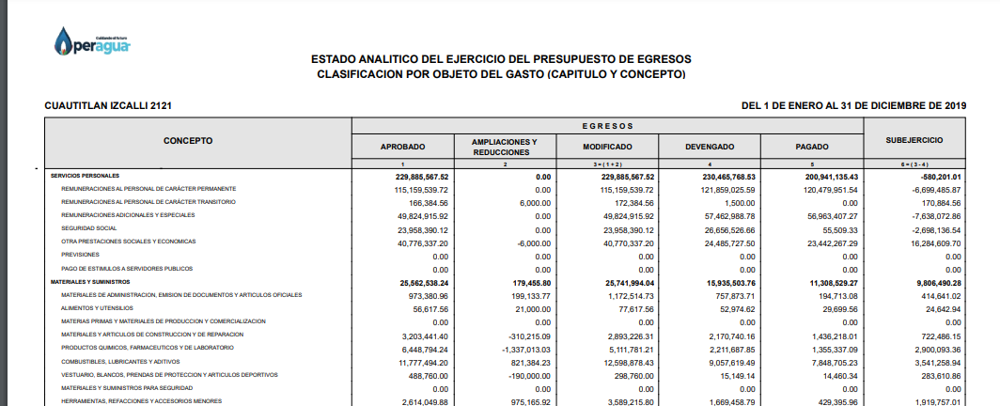 Cuidando el futuro
peragua
ESTADO ANALITICO DEL EJERCICIO DEL PRESUPUESTO DE EGRESOS
CLASIFICACION POR OBJETO DEL GASTO (CAPITULO Y CONCEPTO)
CUAUTITLAN IZCALLI 2121 DEL 1 DE ENERO AL 31 DE DICIEMBRE DE 2019
CONCEPTO E G R E S O S SUBEJERCICIO
APROBADO AMPLIACIONES Y REDUCCIONES MODIFICADO DEVENGADO PAGADO
1 2 3 = ( 1 + 2 ) 4 5 6 = ( 3 - 4 )
SERVICIOS PERSONALES 229,885,567.52 0.00 229,885,567.52 230,465,768.53 200,941,135.43 -580,201.01
REMUNERACIONES AL PERSONAL DE CARÁCTER PERMANENTE 115,159,539.72 0.00 115,159,539.72 121,859,025.59 120,479,951.54 -6,699,485.87
REMUNERACIONES AL PERSONAL DE CARÁCTER TRANSITORIO 166,384.56 6,000.00 172,384.56 1,500.00 0.00 170,884.56
REMUNERACIONES ADICIONALES Y ESPECIALES 49,824,915.92 0.00 49,824,915.92 57,462,988.78 56,963,407.27 -7,638,072.86
SEGURIDAD SOCIAL 23,958,390.12 0.00 23,958,390.12 26,656,526.66 55,509.33 -2,698,136.54
OTRA PRESTACIONES SOCIALES Y ECONOMICAS 40,776,337.20 -6,000.00 40,770,337.20 24,485,727.50 23,442,267.29 16,284,609.70
PREVISIONES 0.00 0.00 0.00 0.00 0.00 0.00
PAGO DE ESTIMULOS A SERVIDORES PUBLICOS 0.00 0.00 0.00 0.00 0.00 0.00
MATERIALES Y SUMINISTROS 25,562,538.24 179,455.80 25,741,994.04 15,935,503.76 11,308,529.27 9,806,490.28
MATERIALES DE ADMINISTRACION, EMISION DE DOCUMENTOS Y ARTICULOS OFICIALES 973,380.96 199,133.77 1,172,514.73 757,873.71 194,713.08 414,641.02
ALIMENTOS Y UTENSILIOS 56,617.56 21,000.00 77,617.56 52,974.62 29,699.56 24,642.94
MATERIAS PRIMAS Y MATERIALES DE PRODUCCION Y COMERCIALIZACION 0.00 0.00 0.00 0.00 0.00 0.00
MATERIALES Y ARTICULOS DE CONSTRUCCION Y DE REPARACION 3,203,441.40 -310,215.09 2,893,226.31 2,170,740.16 1,436,218.01 722,486.15
PRODUCTOS QUIMICOS, FARMACEUTICOS Y DE LABORATORIO 6,448,794.24 -1,337,013.03 5,111,781.21 2,211,687.85 1,355,337.09 2,900,093.36
COMBUSTIBLES, LUBRICANTES Y ADITIVOS 11,777,494.20 821,384.23 12,598,878.43 9,057,619.49 7,848,705.23 3,541,258.94
VESTUARIO, BLANCOS, PRENDAS DE PROTECCION Y ARTICULOS DEPORTIVOS 488,760.00 -190,000.00 298,760.00 15,149.14 14,460.34 283,610.86
MATERIALES Y SUMINISTROS PARA SEGURIDAD 0.00 0.00 0.00 0.00 0.00 0.00
HERRAMIENTAS, REFACCIONES Y ACCESORIOS MENORES 2,614,049.88 975,165.92 3,589,215.80 1,669,458.79 429,395.96 1,919,757.01